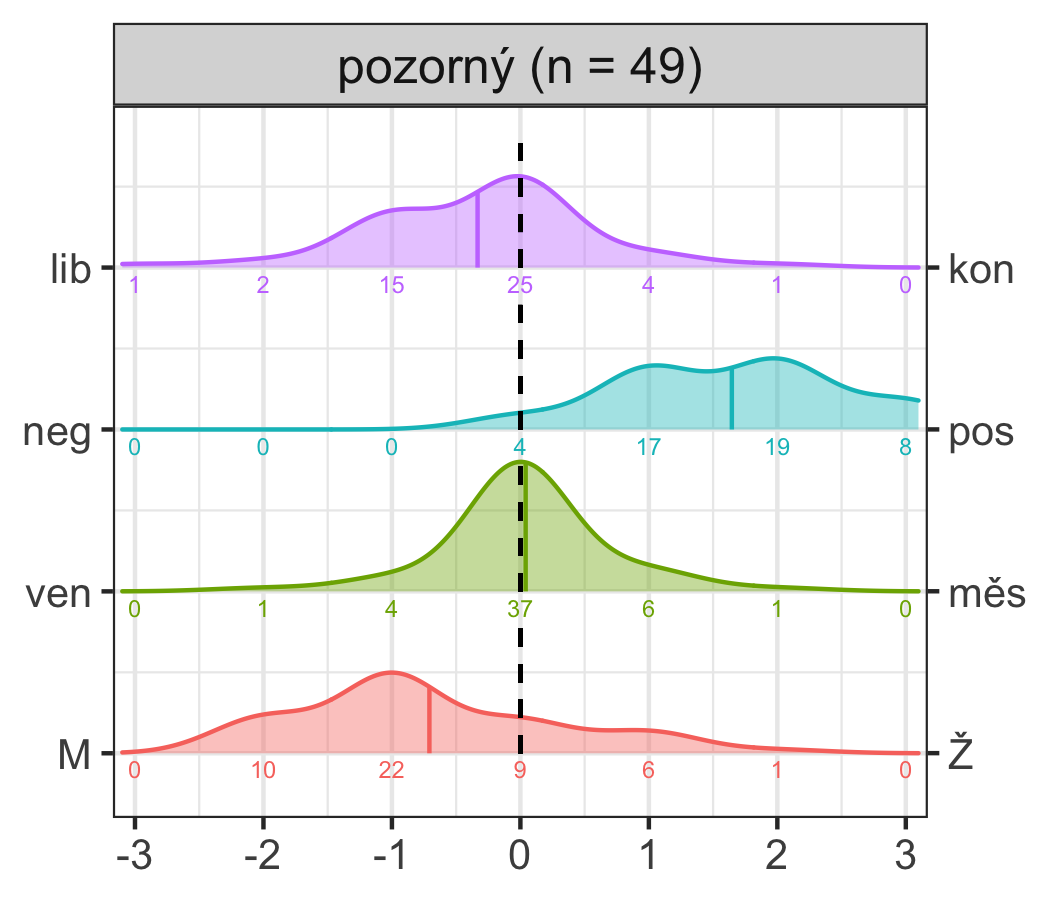 pozorný (n = 49)
lib kon
1 2 15 25 4 1 0
neg pos
0 0 0 4 17 19 8
ven měs
0 1 4 37 6 1 0
M Ž
0 10 22 9 6 1 0
-3 -2 -1 0 1 2 3